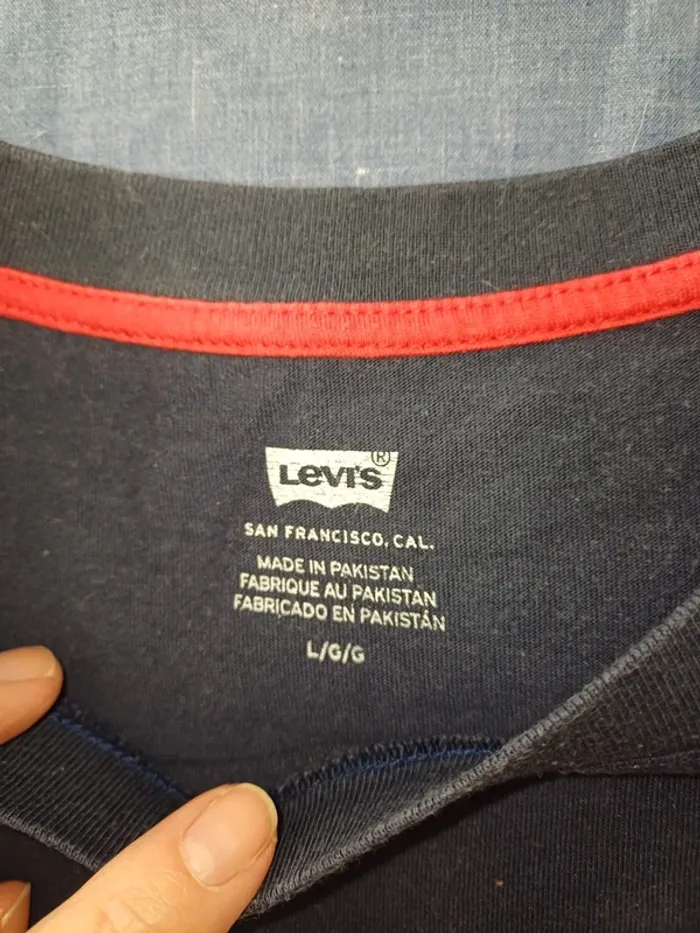 Levi's®
SAN FRANCISCO, CAL.
MADE IN PAKISTAN
FABRIQUE AU PAKISTAN
FABRICADO EN PAKISTÁN
L/G/G